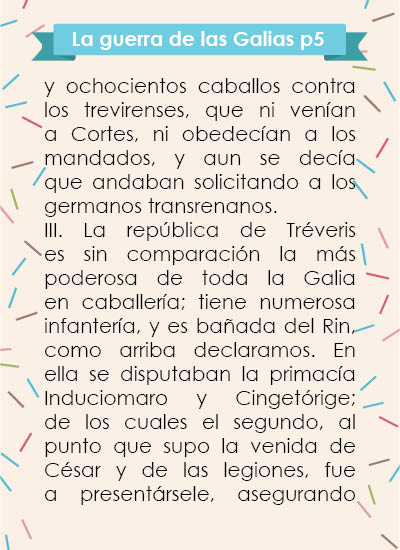 La guerra de las Galias p5
y ochocientos caballos contra
los trevirenses, que ni venían
a Cortes, ni obedecían a los
mandados, y aun se decía
que andaban solicitando a los
germanos transrenanos.
III. La república de Tréveris
es sin comparación la más
poderosa de toda la Galia
en caballería; tiene numerosa
infantería, y es bañada del Rin,
como arriba declaramos. En
ella se disputaban la primacía
Induciomaro y Cingetórige;
de los cuales el segundo, al
punto que supo la venida de
César y de las legiones, fue
a presentársele, asegurando